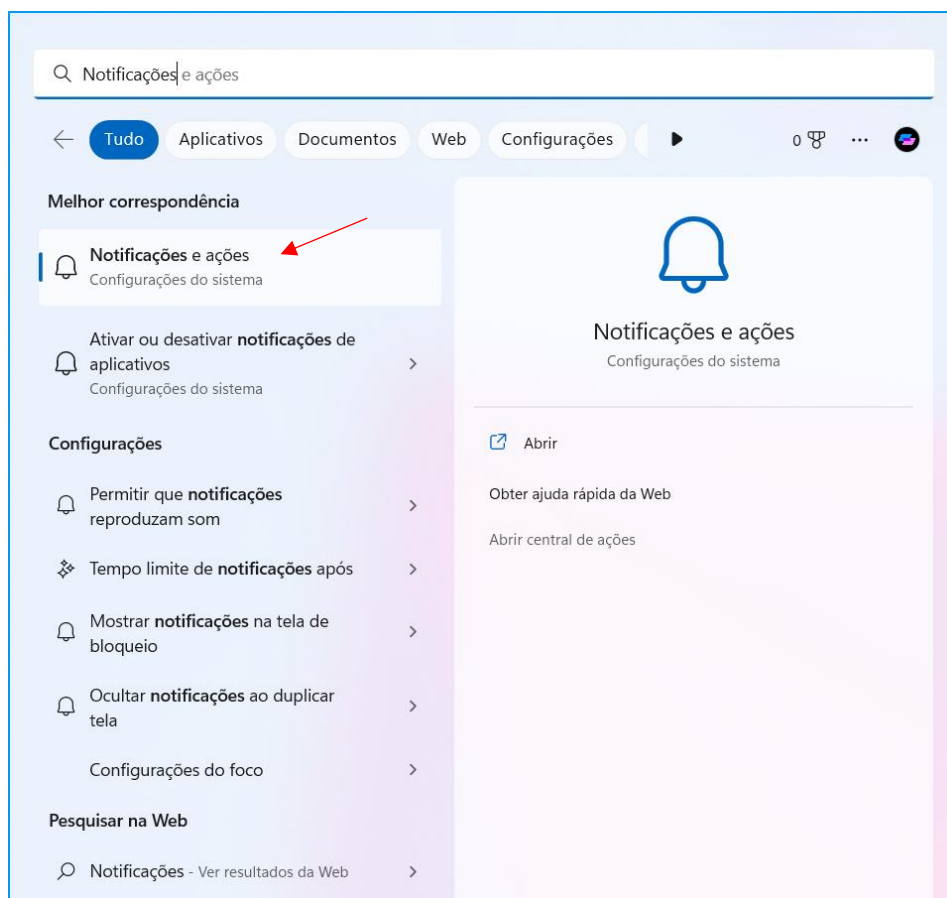 Notificações e ações
Tudo
Aplicativos
Documentos
Web
Configurações
0
...
Melhor correspondência
Notificações e ações
Configurações do sistema
Ativar ou desativar notificações de
aplicativos
Configurações do sistema
Configurações
Permitir que notificações
reproduzam som
Tempo limite de notificações após
Mostrar notificações na tela de
bloqueio
Ocultar notificações ao duplicar
tela
Configurações do foco
Pesquisar na Web
Notificações - Ver resultados da Web
Notificações e ações
Configurações do sistema
Abrir
Obter ajuda rápida da Web
Abrir central de ações